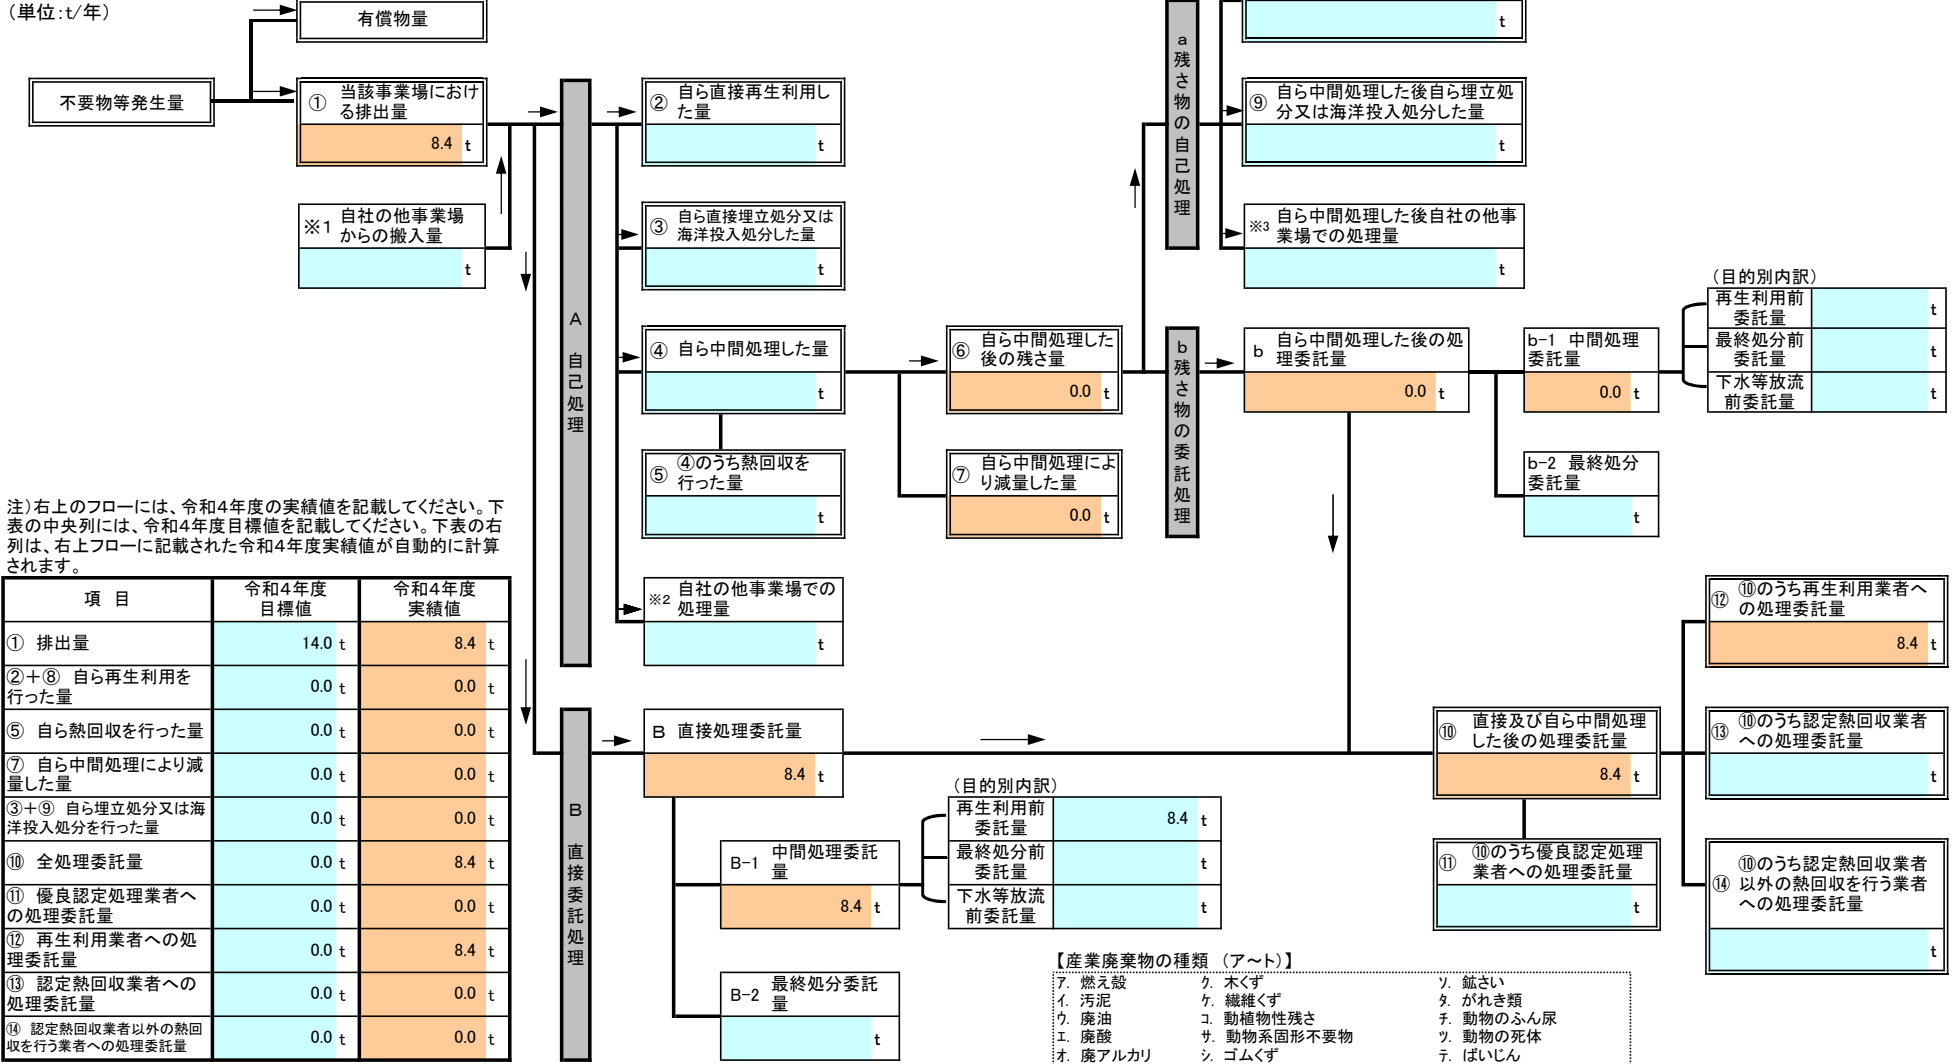 (単位:t/年)
有償物量
不要物等発生量
① 当該事業場におけ
る排出量
8.4 t
※1 自社の他事業場
からの搬入量
t
A 自己処理
② 自ら直接再生利用し
た量
t
③ 自ら直接埋立処分又は
海洋投入処分した量
t
④ 自ら中間処理した量
t
⑤ ④のうち熱回収を
行った量
t
※2 自社の他事業場での
処理量
t
⑥ 自ら中間処理した
後の残さ量
0.0 t
⑦ 自ら中間処理によ
り減量した量
0.0 t
a残さ物の自己処理
t
⑨ 自ら中間処理した後自ら埋立処
分又は海洋投入処分した量
t
※3 自ら中間処理した後自社の他事
業場での処理量
t
b残さ物の委託処理
b 自ら中間処理した後の処
理委託量
0.0 t
b-1 中間処理
委託量
0.0 t
b-2 最終処分
委託量
t
(目的別内訳)
再生利用前
委託量
t
最終処分前
委託量
t
下水等放流
前委託量
t
注)右上のフローには、令和4年度の実績値を記載してください。下
表の中央列には、令和4年度目標値を記載してください。下表の右
列は、右上フローに記載された令和4年度実績値が自動的に計算
されます。
項 目 令和4年度 令和4年度
目標値 実績値
① 排出量 14.0 t 8.4 t
②+⑧ 自ら再生利用を
行った量 0.0 t 0.0 t
⑤ 自ら熱回収を行った量 0.0 t 0.0 t
⑦ 自ら中間処理により減
量した量 0.0 t 0.0 t
③+⑨ 自ら埋立処分又は海
洋投入処分を行った量 0.0 t 0.0 t
⑩ 全処理委託量 0.0 t 8.4 t
⑪ 優良認定処理業者へ
の処理委託量 0.0 t 0.0 t
⑫ 再生利用業者への処
理委託量 0.0 t 8.4 t
⑬ 認定熱回収業者への
処理委託量 0.0 t 0.0 t
⑭ 認定熱回収業者以外の熱回
収を行う業者への処理委託量 0.0 t 0.0 t
B 直接委託処理
B 直接処理委託量
8.4 t
B-1 中間処理委託
量
8.4 t
B-2 最終処分委託
量
t
(目的別内訳)
再生利用前
委託量
8.4 t
最終処分前
委託量
t
下水等放流
前委託量
t
⑩ 直接及び自ら中間処理
した後の処理委託量
8.4 t
⑪ ⑩のうち優良認定処理
業者への処理委託量
t
⑫ ⑩のうち再生利用業者へ
の処理委託量
8.4 t
⑬ ⑩のうち認定熱回収業者
への処理委託量
t
⑭ ⑩のうち認定熱回収業者
以外の熱回収を行う業者
への処理委託量
t
【産業廃棄物の種類 (ア~ト)】
ア. 燃え殻 ク. 木くず ソ. 鉱さい
イ. 汚泥 ケ. 繊維くず タ. がれき類
ウ. 廃油 コ. 動植物性残さ チ. 動物のふん尿
エ. 廃酸 サ. 動物系固形不要物 ツ. 動物の死体
オ. 廃アルカリ シ. ゴムくず テ. ばいじん